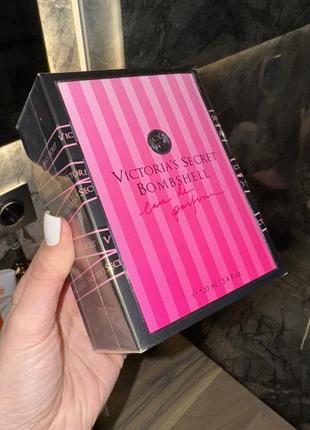 VICTORIA'S SECRET
BOMBSHELL
eau de parfum
e 100 ml / 3.4 fl oz